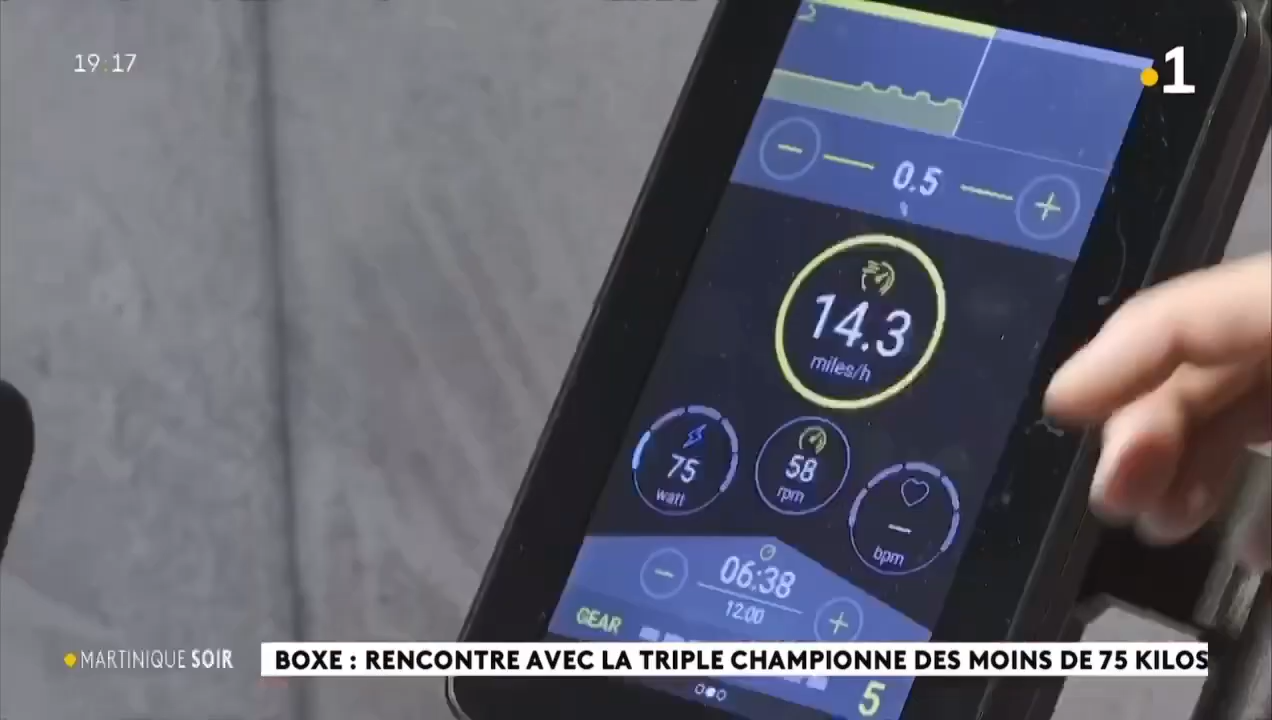 19:17
1
0.5
14.3
miles/h
75
watt
58
rpm
bpm
06:38
12:00
GEAR
5
MARTINIQUE SOIR
BOXE : RENCONTRE AVEC LA TRIPLE CHAMPIONNE DES MOINS DE 75 KILOS